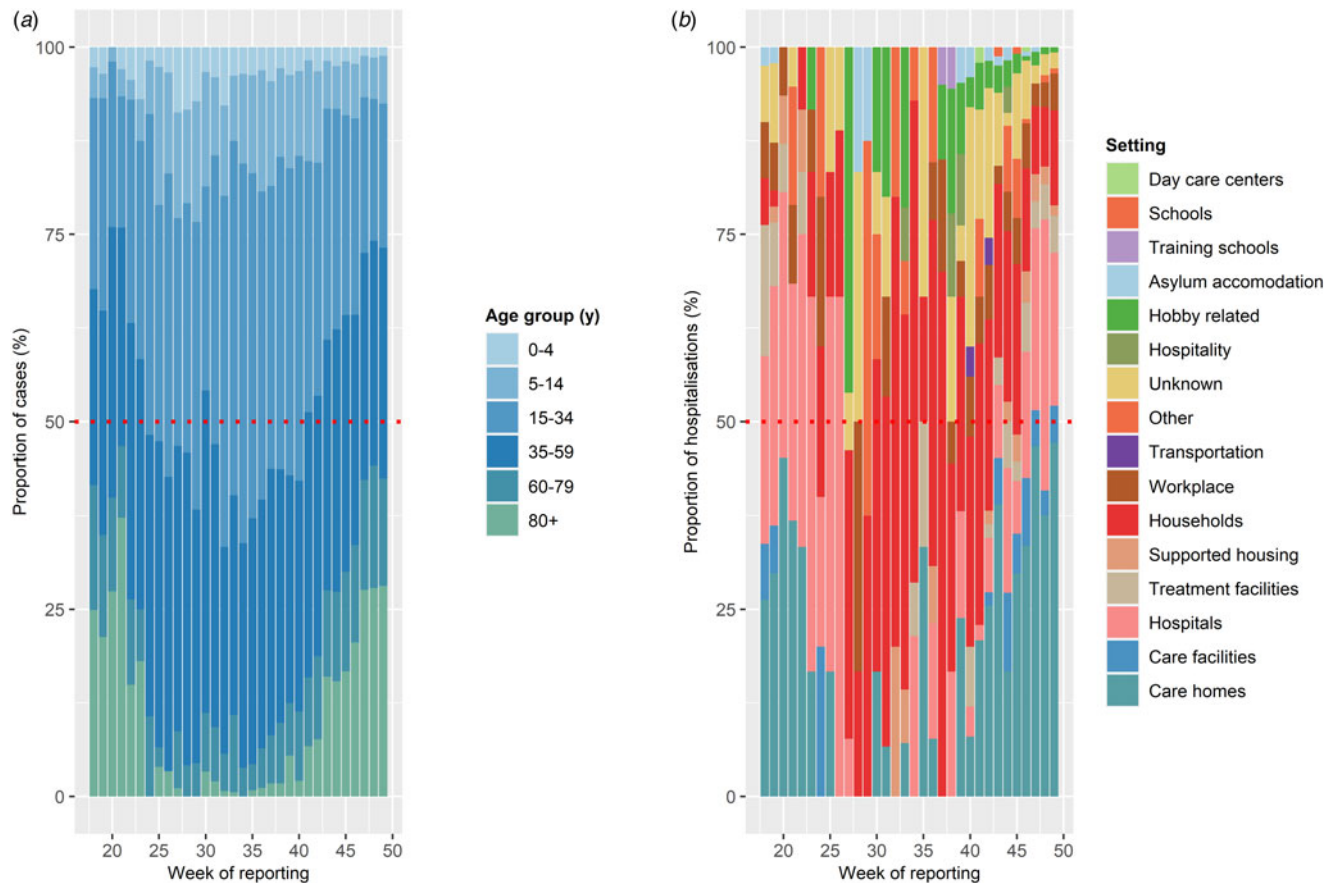 (a)
Proportion of cases (%)
100
75
50
25
0
20 25 30 35 40 45 50
Week of reporting
Age group (y)
0-4
5-14
15-34
35-59
60-79
80+
(b)
Proportion of hospitalisations (%)
100
75
50
25
0
20 25 30 35 40 45 50
Week of reporting
Setting
Day care centers
Schools
Training schools
Asylum accomodation
Hobby related
Hospitality
Unknown
Other
Transportation
Workplace
Households
Supported housing
Treatment facilities
Hospitals
Care facilities
Care homes